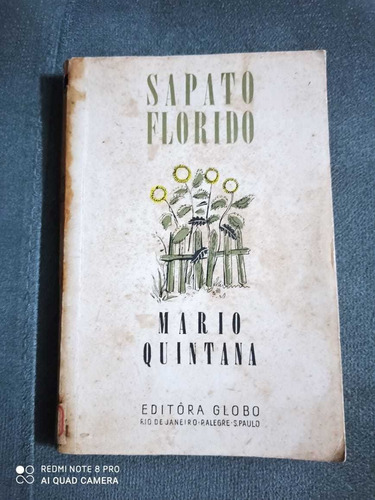 SAPATO
FLORIDO
MARIO
QUINTANA
EDITÔRA GLOBO
RIO DE JANEIRO · P.ALEGRE · S.PAULO
REDMI NOTE 8 PRO
AI QUAD CAMERA